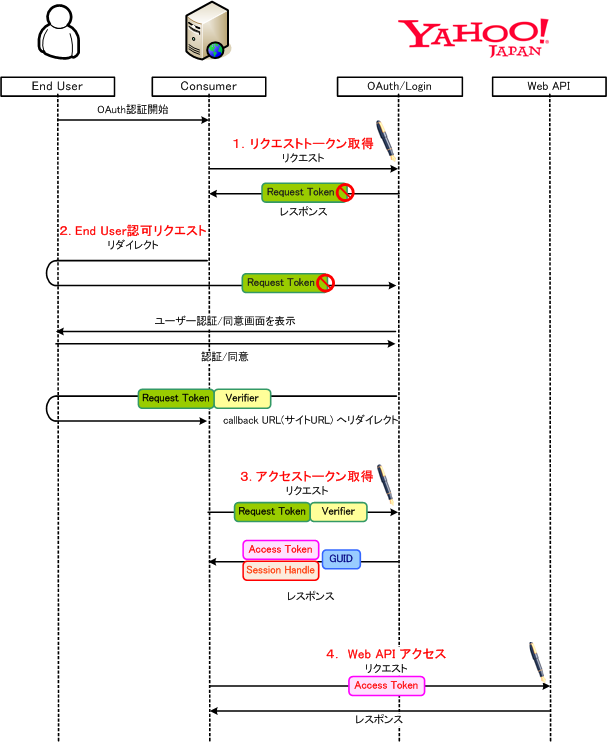 YAHOO!
JAPAN
End User
Consumer
OAuth/Login
Web API
OAuth認証開始
1. リクエストトークン取得
リクエスト
Request Token
レスポンス
2. End User認可リクエスト
リダイレクト
Request Token
ユーザー認証/同意画面を表示
認証/同意
Request Token
Verifier
callback URL(サイトURL) へリダイレクト
3. アクセストークン取得
リクエスト
Request Token
Verifier
Access Token
GUID
Session Handle
レスポンス
4. Web API アクセス
リクエスト
Access Token
レスポンス